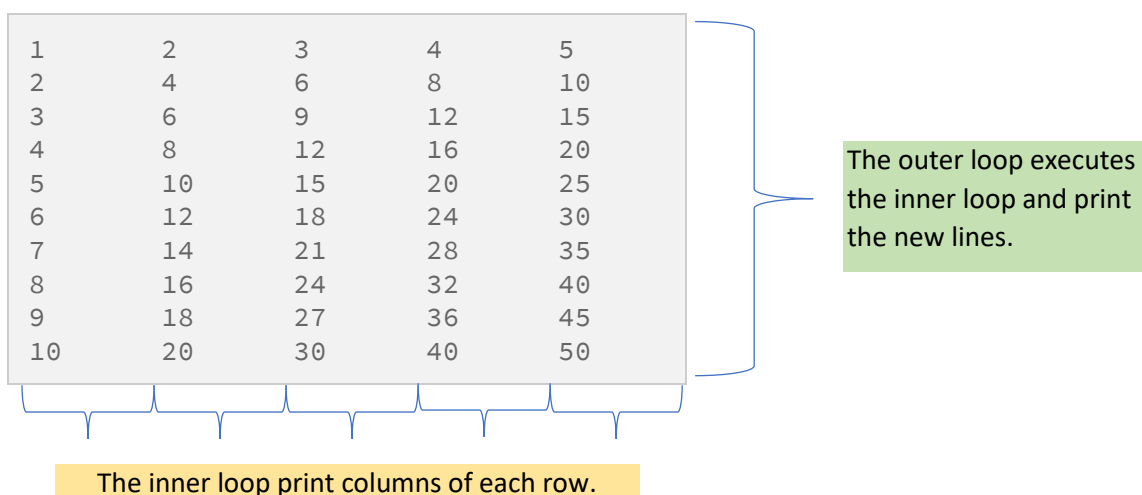 1 2 3 4 5
2 4 6 8 10
3 6 9 12 15
4 8 12 16 20
5 10 15 20 25
6 12 18 24 30
7 14 21 28 35
8 16 24 32 40
9 18 27 36 45
10 20 30 40 50
The outer loop executes
the inner loop and print
the new lines.
The inner loop print columns of each row.